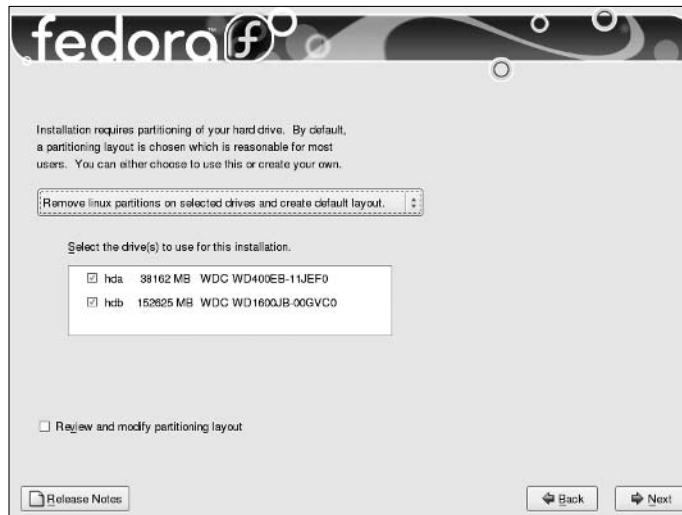 fedora
Installation requires partitioning of your hard drive. By default,
a partitioning layout is chosen which is reasonable for most
users. You can either choose to use this or create your own.
Remove linux partitions on selected drives and create default layout.
Select the drive(s) to use for this installation.
hda 38162 MB WDC WD400EB-11JEF0
hdb 152625 MB WDC WD1600JB-00GVC0
Review and modify partitioning layout
Release Notes
Back
Next